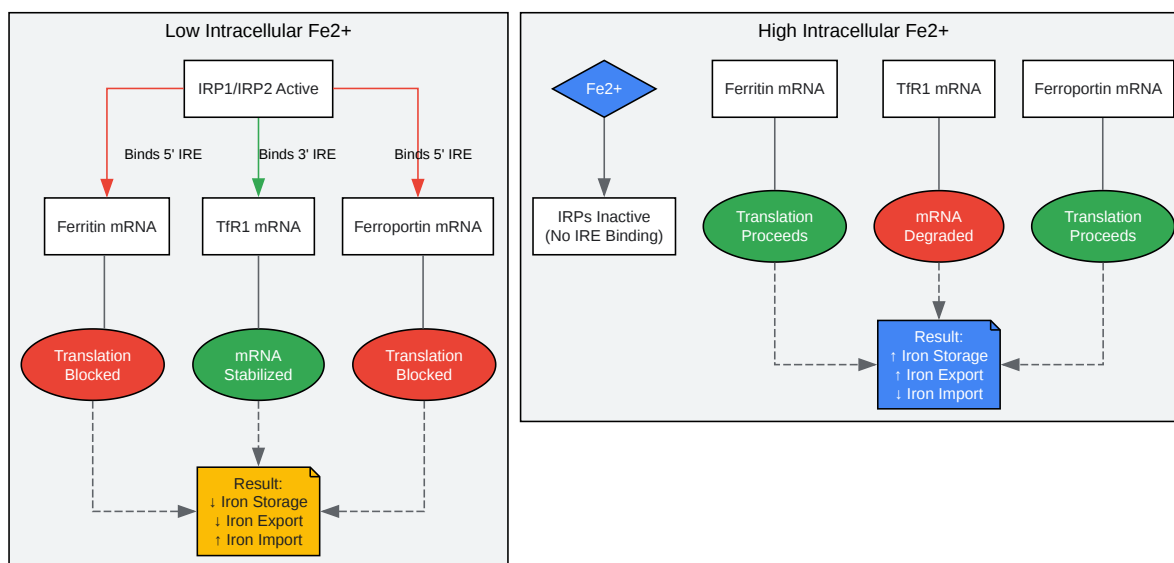 Low Intracellular Fe2+
IRP1/IRP2 Active
Binds 5' IRE
Binds 3' IRE
Binds 5' IRE
Ferritin mRNA
TfR1 mRNA
Ferroportin mRNA
Translation
Blocked
mRNA
Stabilized
Translation
Blocked
Result:
↓ Iron Storage
↓ Iron Export
↑ Iron Import
High Intracellular Fe2+
Fe2+
Ferritin mRNA
TfR1 mRNA
Ferroportin mRNA
IRPs Inactive
(No IRE Binding)
Translation
Proceeds
mRNA
Degraded
Translation
Proceeds
Result:
↑ Iron Storage
↑ Iron Export
↓ Iron Import